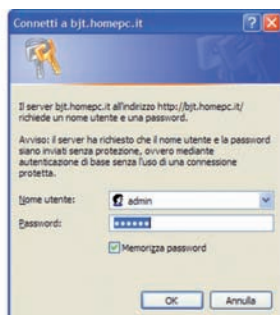 Connetti a bjt.homepc.it
Il server bjt.homepc.it all'indirizzo http://bjt.homepc.it/
richiede un nome utente e una password.
Avviso: il server ha richiesto che il nome utente e la password
siano inviati senza protezione, ovvero mediante
autenticazione di base senza l'uso di una connessione
protetta.
Nome utente:
admin
Password:
••••••
Memorizza password
OK
Annulla